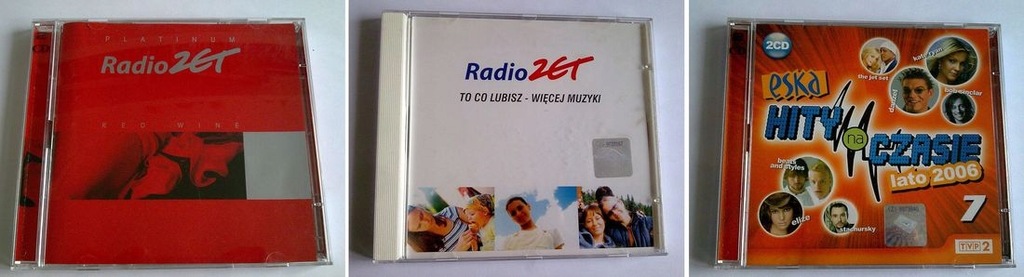 PLATINUM
Radio ZET
RED WINE
Radio ZET
TO CO LUBISZ - WIĘCEJ MUZYKI
2CD
eska
HITY na CZASIE
lato 2006
the jet set
kate ryan
bob sinclar
beats and styles
elize
stachursky
7
TVP 2